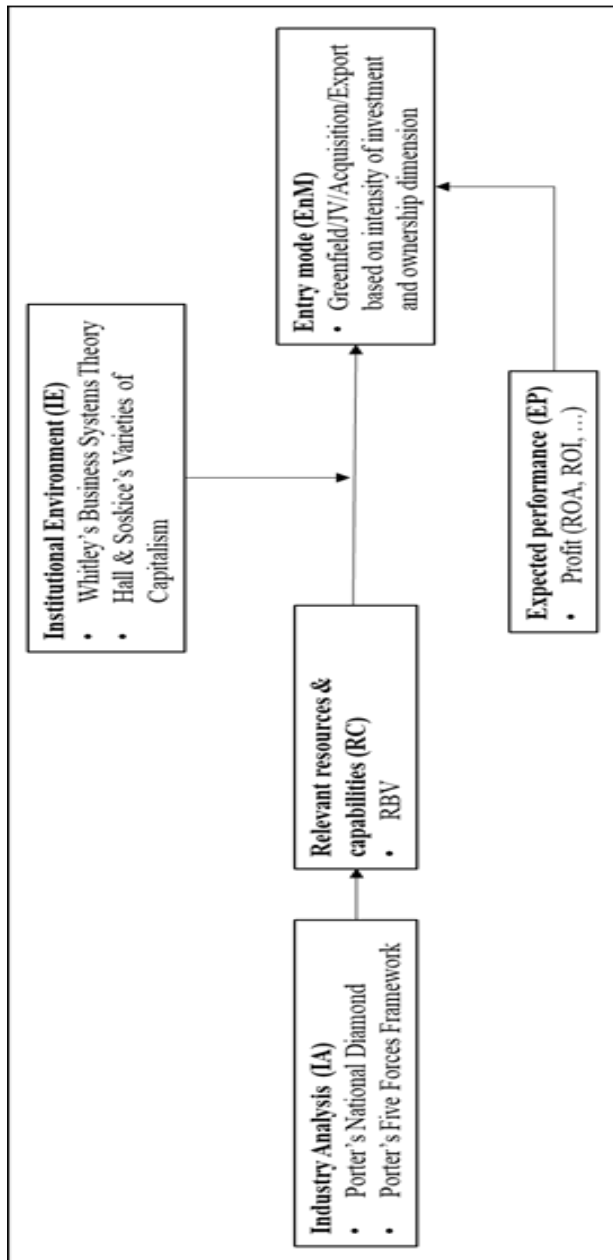 Industry Analysis (IA)
• Porter's National Diamond
• Porter's Five Forces Framework
Relevant resources &
capabilities (RC)
• RBV
Institutional Environment (IE)
• Whitley's Business Systems Theory
• Hall & Soskice's Varieties of
Capitalism
Entry mode (EnM)
• Greenfield/JV/Acquisition/Export
based on intensity of investment
and ownership dimension
Expected performance (EP)
• Profit (ROA, ROI, …)